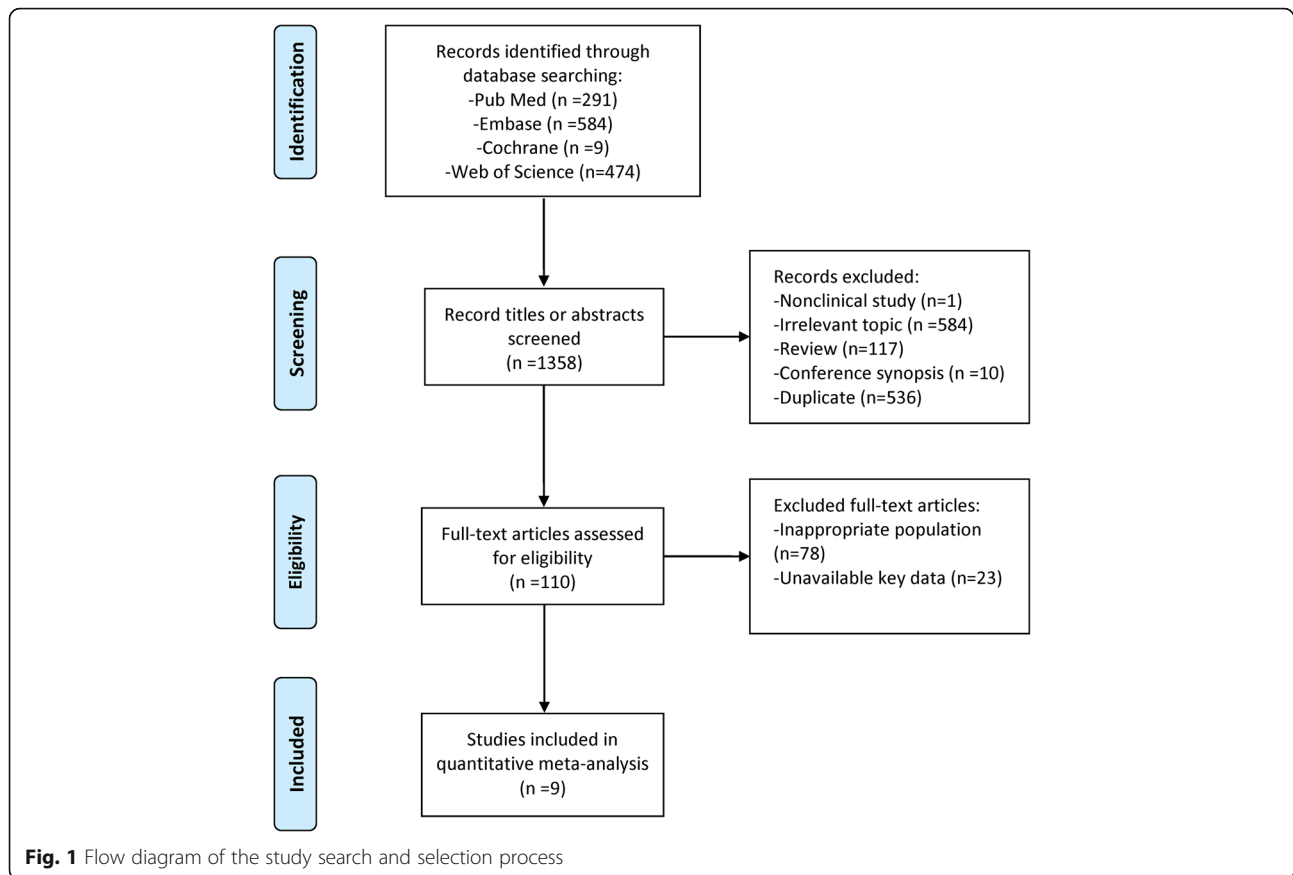 Identification
Records identified through
database searching:
-Pub Med (n =291)
-Embase (n =584)
-Cochrane (n =9)
-Web of Science (n=474)
Screening
Record titles or abstracts
screened
(n =1358)
Records excluded:
-Nonclinical study (n=1)
-Irrelevant topic (n =584)
-Review (n=117)
-Conference synopsis (n =10)
-Duplicate (n=536)
Eligibility
Full-text articles assessed
for eligibility
(n =110)
Excluded full-text articles:
-Inappropriate population
(n=78)
-Unavailable key data (n=23)
Included
Studies included in
quantitative meta-analysis
(n =9)
Fig. 1 Flow diagram of the study search and selection process